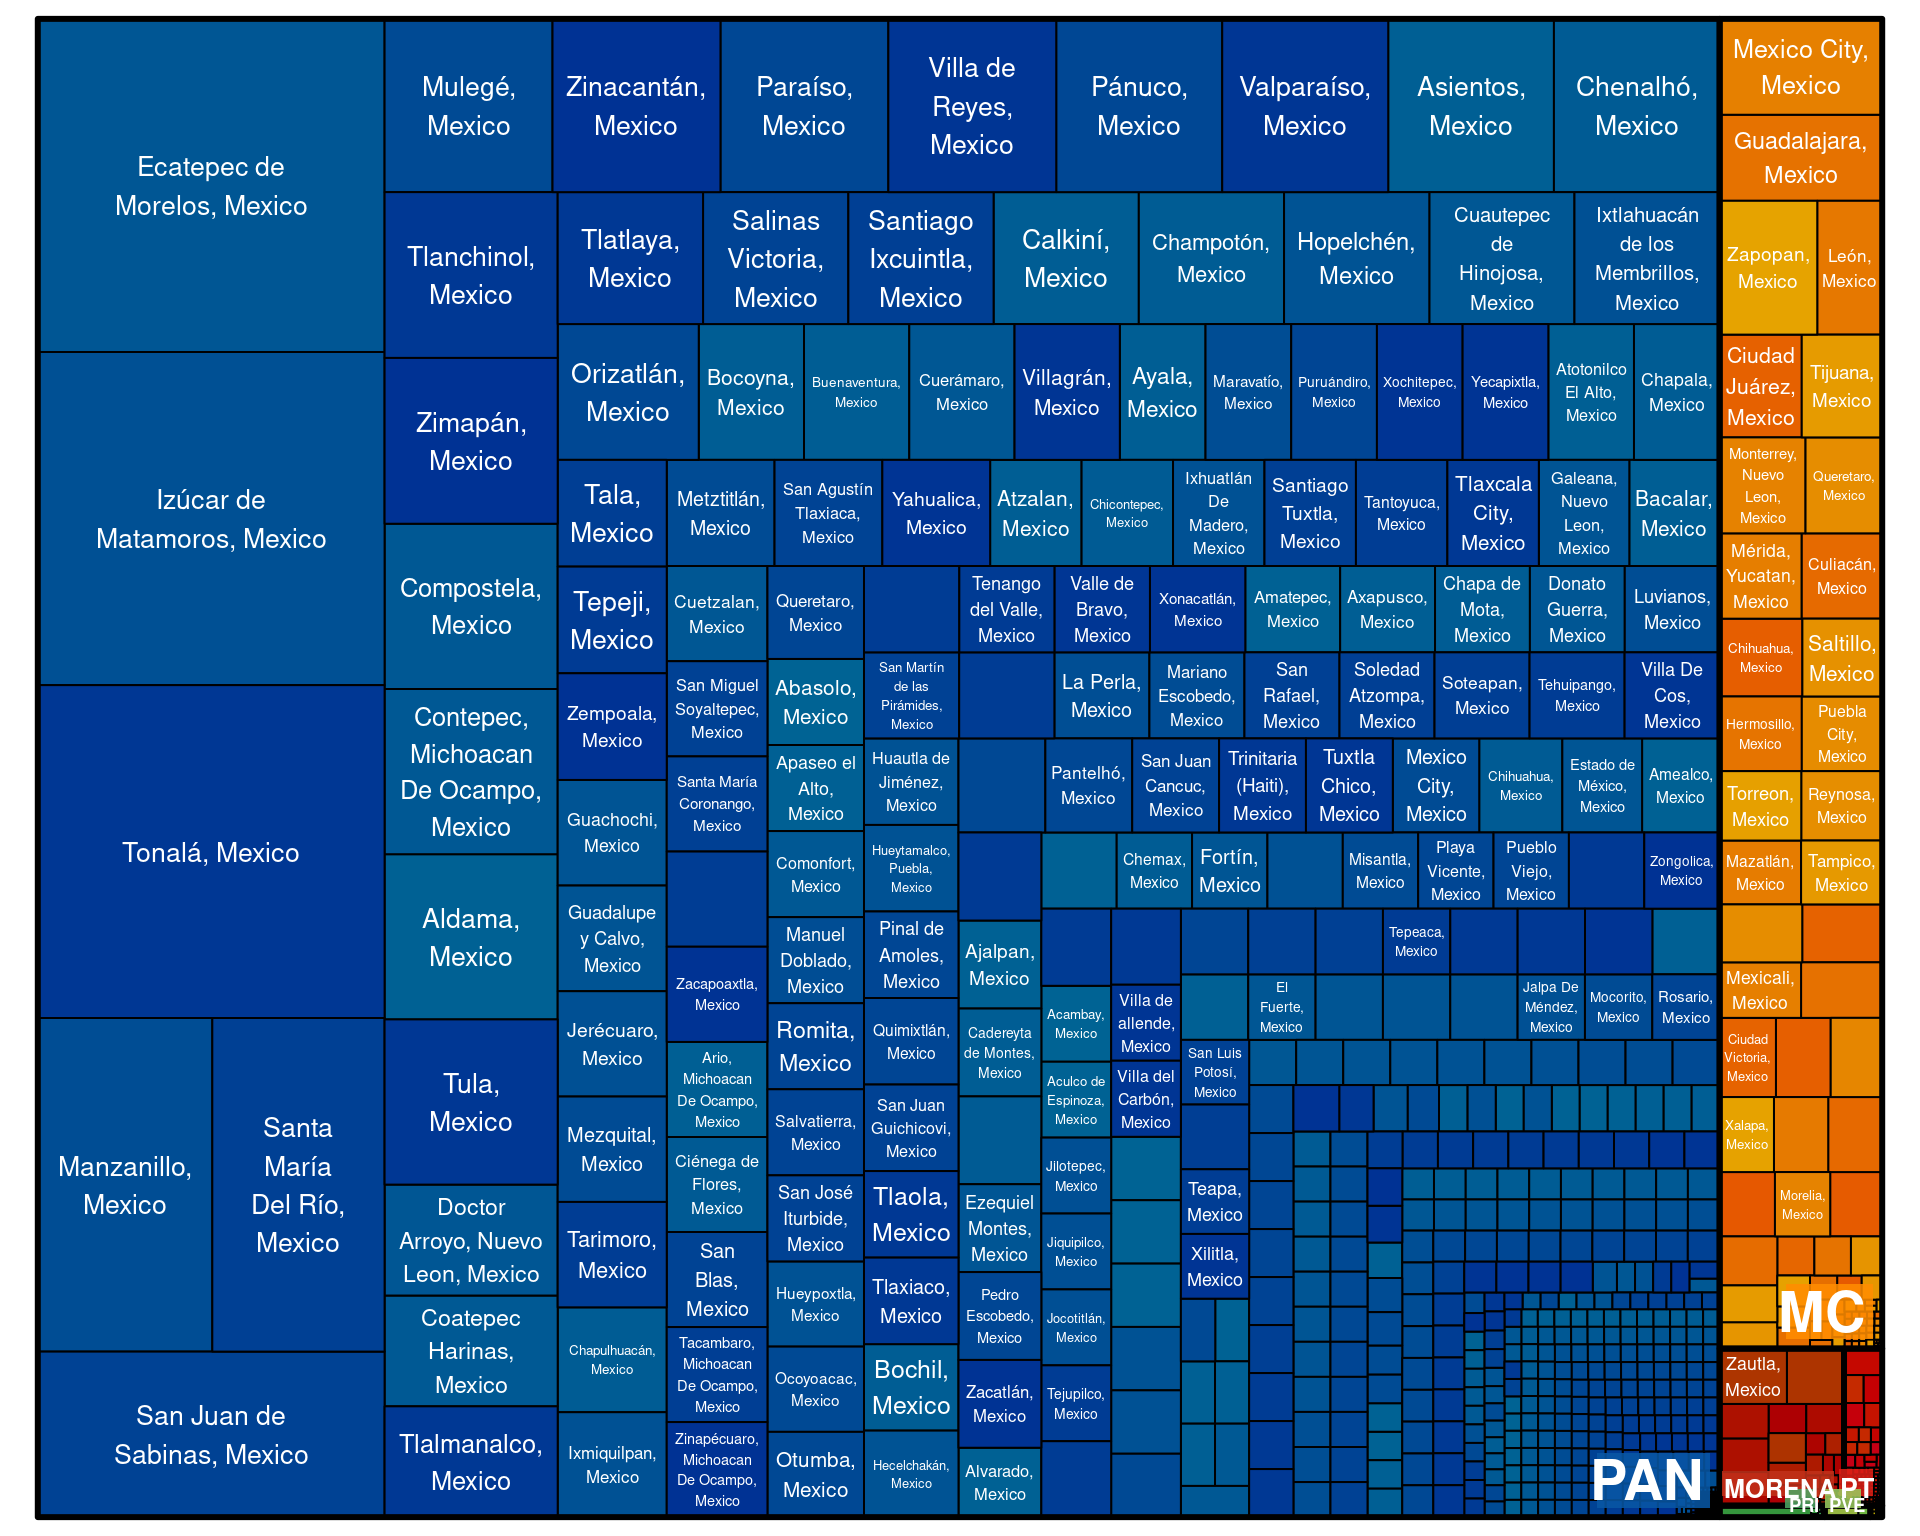 Ecatepec de
Morelos, Mexico
Izúcar de
Matamoros, Mexico
Tonalá, Mexico
Manzanillo,
Mexico
Santa
María
Del Río,
Mexico
San Juan de
Sabinas, Mexico
Mulegé,
Mexico
Zinacantán,
Mexico
Paraíso,
Mexico
Villa de
Reyes,
Mexico
Pánuco,
Mexico
Valparaíso,
Mexico
Asientos,
Mexico
Chenalhó,
Mexico
Tlanchinol,
Mexico
Zimapán,
Mexico
Compostela,
Mexico
Contepec,
Michoacan
De Ocampo,
Mexico
Aldama,
Mexico
Tula,
Mexico
Doctor
Arroyo, Nuevo
Leon, Mexico
Coatepec
Harinas,
Mexico
Tlalmanalco,
Mexico
Tlatlaya,
Mexico
Salinas
Victoria,
Mexico
Santiago
Ixcuintla,
Mexico
Calkiní,
Mexico
Champotón,
Mexico
Hopelchén,
Mexico
Cuautepec
de
Hinojosa,
Mexico
Ixtlahuacán
de los
Membrillos,
Mexico
Orizatlán,
Mexico
Bocoyna,
Mexico
Buenaventura,
Mexico
Cuerámaro,
Mexico
Villagrán,
Mexico
Ayala,
Mexico
Maravatío,
Mexico
Puruándiro,
Mexico
Xochitepec,
Mexico
Yecapixtla,
Mexico
Atotonilco
El Alto,
Mexico
Chapala,
Mexico
Tala,
Mexico
Tepeji,
Mexico
Zempoala,
Mexico
Guachochi,
Mexico
Guadalupe
y Calvo,
Mexico
Jerécuaro,
Mexico
Mezquital,
Mexico
Tarimoro,
Mexico
Chapulhuacán,
Mexico
Ixmiquilpan,
Mexico
Metztitlán,
Mexico
San Agustín
Tlaxiaca,
Mexico
Yahualica,
Mexico
Atzalan,
Mexico
Chicontepec,
Mexico
Ixhuatlán
De
Madero,
Mexico
Santiago
Tuxtla,
Mexico
Tantoyuca,
Mexico
Tlaxcala
City,
Mexico
Galeana,
Nuevo
Leon,
Mexico
Bacalar,
Mexico
Cuetzalan,
Mexico
San Miguel
Soyaltepec,
Mexico
Santa María
Coronango,
Mexico
Zacapoaxtla,
Mexico
Ario,
Michoacan
De Ocampo,
Mexico
Ciénega de
Flores,
Mexico
San
Blas,
Mexico
Tacambaro,
Michoacan
De Ocampo,
Mexico
Zinapécuaro,
Michoacan
De Ocampo,
Mexico
Queretaro,
Mexico
Abasolo,
Mexico
Apaseo el
Alto,
Mexico
Comonfort,
Mexico
Manuel
Doblado,
Mexico
Romita,
Mexico
Salvatierra,
Mexico
San José
Iturbide,
Mexico
Hueypoxtla,
Mexico
Ocoyoacac,
Mexico
Otumba,
Mexico
San Martín
de las
Pirámides,
Mexico
Huautla de
Jiménez,
Mexico
Hueytamalco,
Puebla,
Mexico
Pinal de
Amoles,
Mexico
Quimixtlán,
Mexico
San Juan
Guichicovi,
Mexico
Tlaola,
Mexico
Tlaxiaco,
Mexico
Bochil,
Mexico
Hecelchakán,
Mexico
Tenango
del Valle,
Mexico
Valle de
Bravo,
Mexico
Xonacatlán,
Mexico
Amatepec,
Mexico
Axapusco,
Mexico
Chapa de
Mota,
Mexico
Donato
Guerra,
Mexico
Luvianos,
Mexico
La Perla,
Mexico
Mariano
Escobedo,
Mexico
San
Rafael,
Mexico
Soledad
Atzompa,
Mexico
Soteapan,
Mexico
Tehuipango,
Mexico
Villa De
Cos,
Mexico
Pantelhó,
Mexico
San Juan
Cancuc,
Mexico
Trinitaria
(Haiti),
Mexico
Tuxtla
Chico,
Mexico
Mexico
City,
Mexico
Chihuahua,
Mexico
Estado de
México,
Mexico
Amealco,
Mexico
Ajalpan,
Mexico
Cadereyta
de Montes,
Mexico
Ezequiel
Montes,
Mexico
Pedro
Escobedo,
Mexico
Zacatlán,
Mexico
Alvarado,
Mexico
Chemax,
Mexico
Fortín,
Mexico
Misantla,
Mexico
Playa
Vicente,
Mexico
Pueblo
Viejo,
Mexico
Zongolica,
Mexico
Acambay,
Mexico
Aculco de
Espinoza,
Mexico
Jilotepec,
Mexico
Jiquipilco,
Mexico
Jocotitlán,
Mexico
Tejupilco,
Mexico
Villa de
allende,
Mexico
Villa del
Carbón,
Mexico
Tepeaca,
Mexico
El
Fuerte,
Mexico
Jalpa De
Méndez,
Mexico
Mocorito,
Mexico
Rosario,
Mexico
San Luis
Potosí,
Mexico
Teapa,
Mexico
Xilitla,
Mexico
PAN
Mexico City,
Mexico
Guadalajara,
Mexico
Zapopan,
Mexico
León,
Mexico
Ciudad
Juárez,
Mexico
Tijuana,
Mexico
Monterrey,
Nuevo
Leon,
Mexico
Queretaro,
Mexico
Mérida,
Yucatan,
Mexico
Culiacán,
Mexico
Chihuahua,
Mexico
Saltillo,
Mexico
Hermosillo,
Mexico
Puebla
City,
Mexico
Torreon,
Mexico
Reynosa,
Mexico
Mazatlán,
Mexico
Tampico,
Mexico
Mexicali,
Mexico
Ciudad
Victoria,
Mexico
Xalapa,
Mexico
Morelia,
Mexico
MC
Zautla,
Mexico
MORENA
PT
PRI
PVE